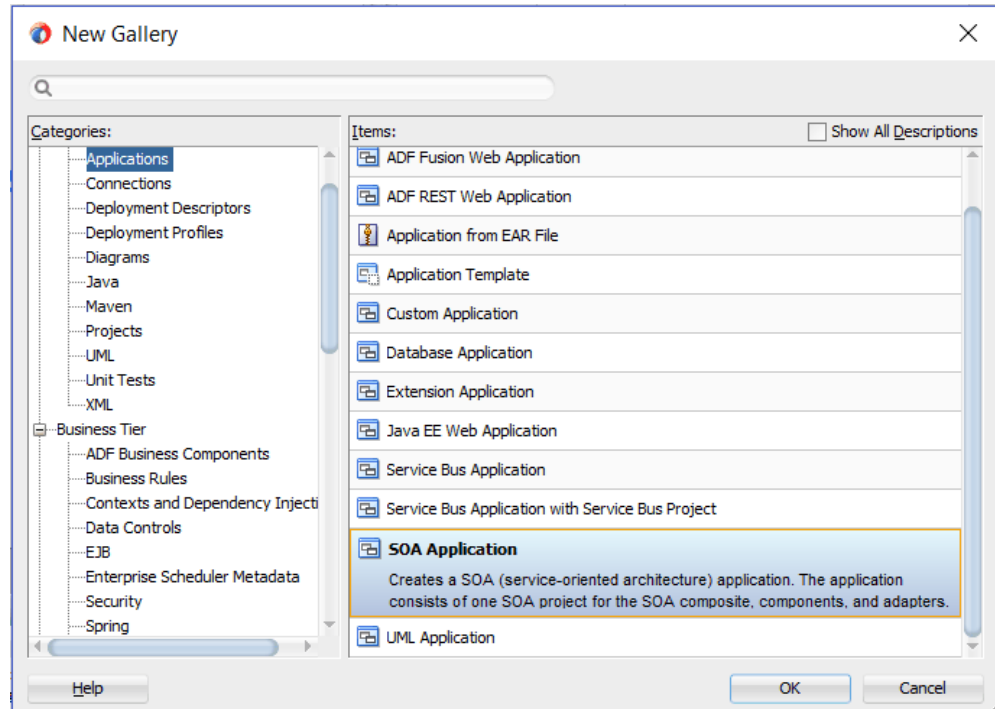 New Gallery
Categories:
Applications
Connections
Deployment Descriptors
Deployment Profiles
Diagrams
Java
Maven
Projects
UML
Unit Tests
XML
Business Tier
ADF Business Components
Business Rules
Contexts and Dependency Injecti
Data Controls
EJB
Enterprise Scheduler Metadata
Security
Spring
Items:
Show All Descriptions
ADF Fusion Web Application
ADF REST Web Application
Application from EAR File
Application Template
Custom Application
Database Application
Extension Application
Java EE Web Application
Service Bus Application
Service Bus Application with Service Bus Project
SOA Application
Creates a SOA (service-oriented architecture) application. The application
consists of one SOA project for the SOA composite, components, and adapters.
UML Application
Help
OK
Cancel